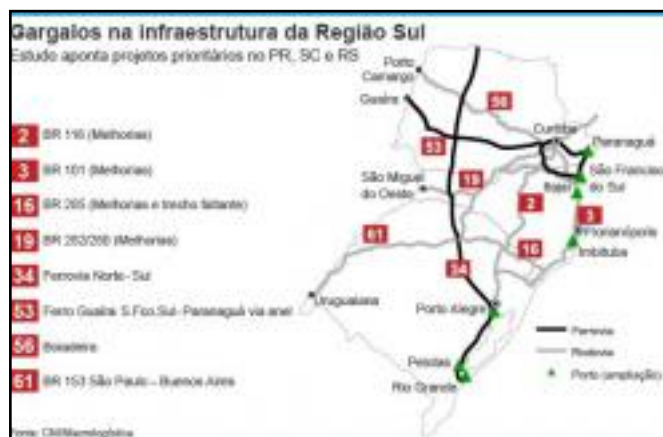 Gargalos na infraestrutura da Região Sul
Estudo aponta projetos prioritários no PR, SC e RS
2 BR 116 (Melhorias)
3 BR 101 (Melhorias)
16 BR 285 (Melhorias e trecho faltante)
19 BR 282/280 (Melhorias)
34 Ferrovia Norte-Sul
53 Ferro Guaíra S.Fco.Sul-Paranaguá via anel
56 Boiadeira
61 BR 153 São Paulo - Buenos Aires
Fonte: CNI/Macrologística
Porto
Camargo
Guaíra
56
Curitiba
Paranaguá
53
São Miguel
do Oeste
19
São Francisco
do Sul
Itajaí
2
3
Florianópolis
61
16
Imbituba
34
Uruguaiana
Porto Alegre
Pelotas
Rio Grande
Ferrovia
Rodovia
Porto (ampliação)